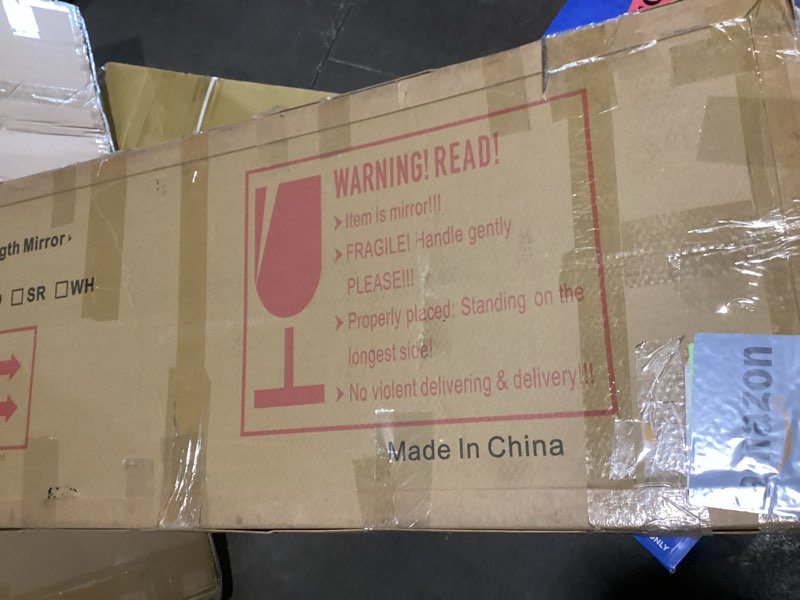 WARNING! READ!
Item is mirror!!!
FRAGILE! Handle gently
PLEASE!!!
Properly placed: Standing on the
longest side!
No violent delivering & delivery!!!
Made In China
gth Mirror
SR WH
amazon
ONLY